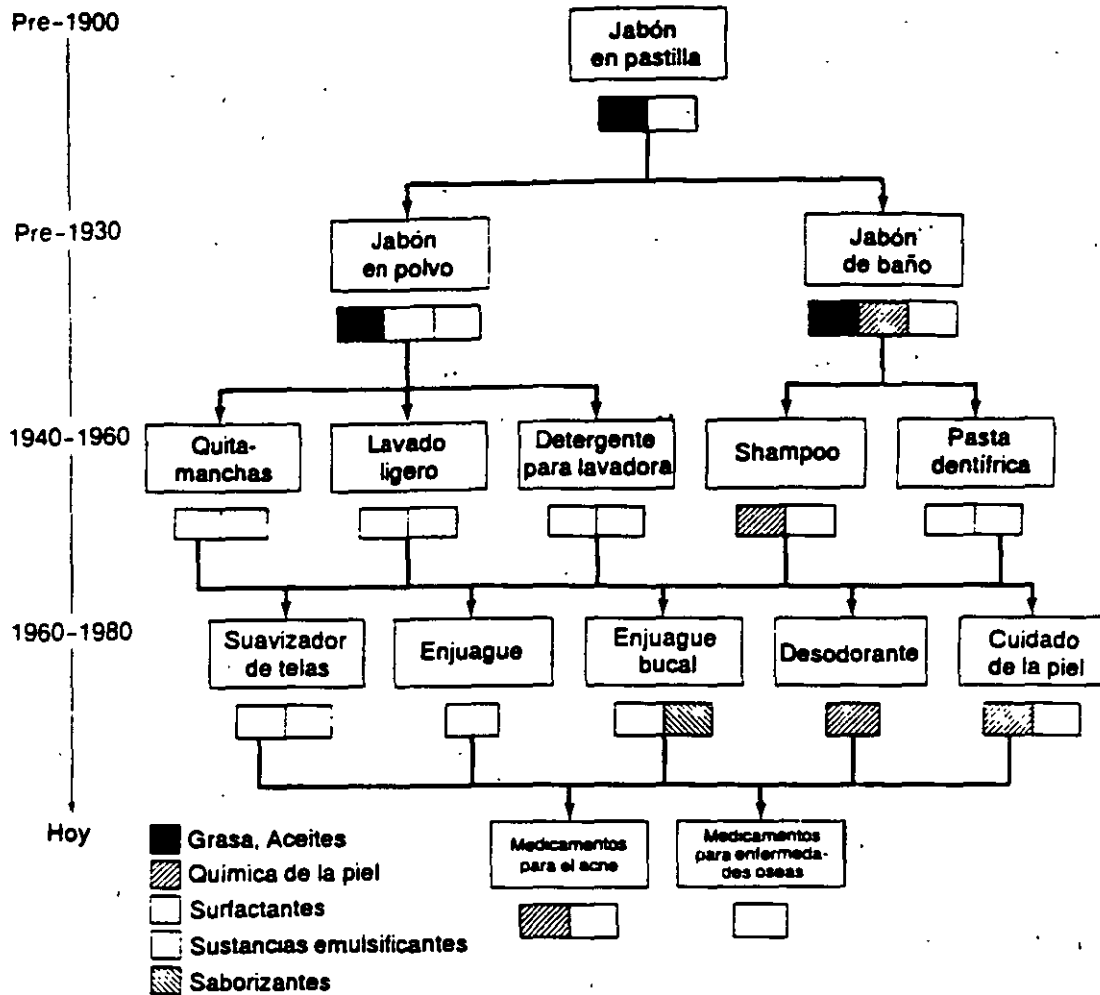 Pre-1900
Jabón
en pastilla
Pre-1930
Jabón
en polvo
Jabón
de baño
1940-1960
Quita-
manchas
Lavado
ligero
Detergente
para lavadora
Shampoo
Pasta
dentífrica
1960-1980
Suavizador
de telas
Enjuague
Enjuague
bucal
Desodorante
Cuidado
de la piel
Hoy
Medicamentos
para el acne
Medicamentos
para enfermeda-
des oseas
Grasa, Aceites
Quimica de la piel
Surfactantes
Sustancias emulsificantes
Saborizantes